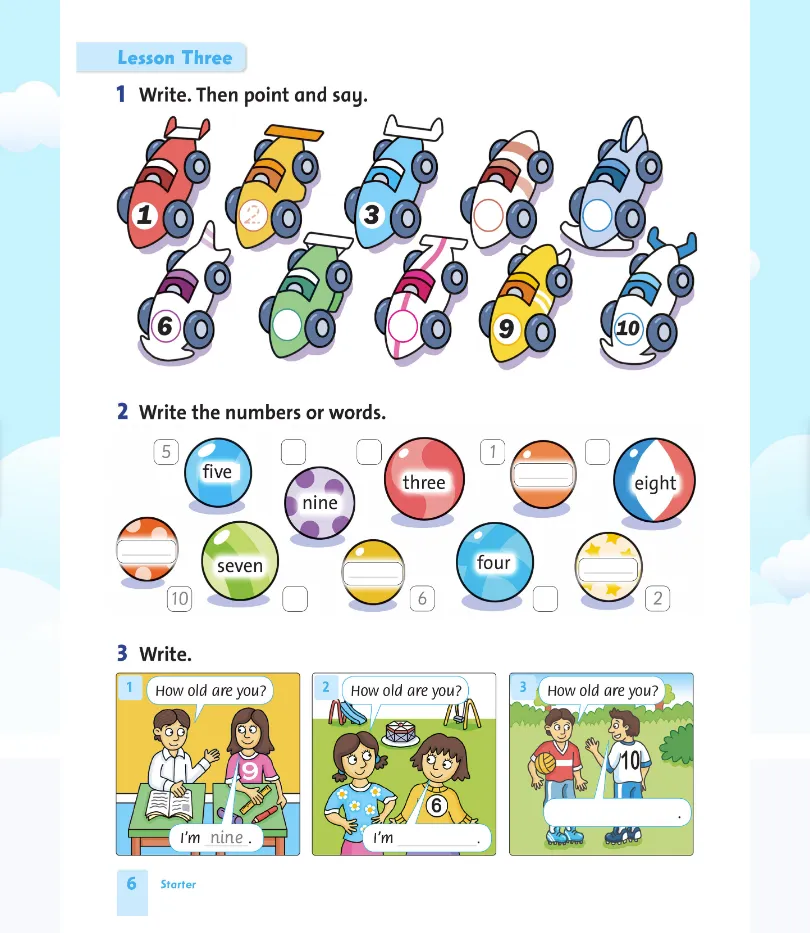 Lesson Three
1 Write. Then point and say.
1 2 3
6 9 10
2 Write the numbers or words.
5 five nine three 1 eight
seven four
10 6 2
3 Write.
1 How old are you?
9
I'm nine .
2 How old are you?
6
I'm ____________ .
3 How old are you?
10
.
6 Starter